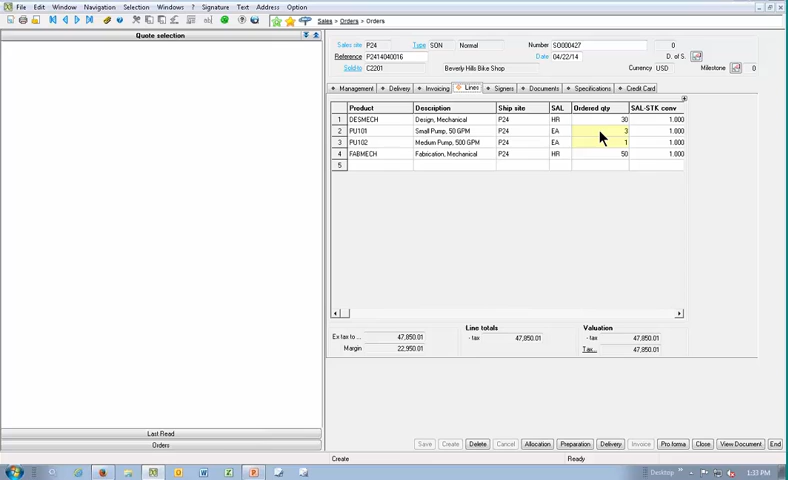 File Edit Window Navigation Selection Windows ? Signature Text Address Option
Sales > Orders > Orders
Quote selection
Sales site P24 Type SON Normal Number SO000427 0
Reference P2414040016 Date 04/22/14 D. of S.
Sold-to C2201 Beverly Hills Bike Shop Currency USD Milestone 0
Management Delivery Invoicing Lines Signers Documents Specifications Credit Card
Product Description Ship site SAL Ordered qty SAL-STK conv
1 DESMECH Design, Mechanical P24 HR 30 1.000
2 PU101 Small Pump, 50 GPM P24 EA 3 1.000
3 PU102 Medium Pump, 500 GPM P24 EA 1 1.000
4 FABMECH Fabrication, Mechanical P24 HR 50 1.000
5
Line totals Valuation
Ex tax to ... 47,850.01 - tax 47,850.01 - tax 47,850.01
Margin 22,950.01 Tax... 47,850.01
Last Read
Orders
Save Create Delete Cancel Allocation Preparation Delivery Invoice Pro forma Close View Document End
Create Ready
Desktop 1:33 PM